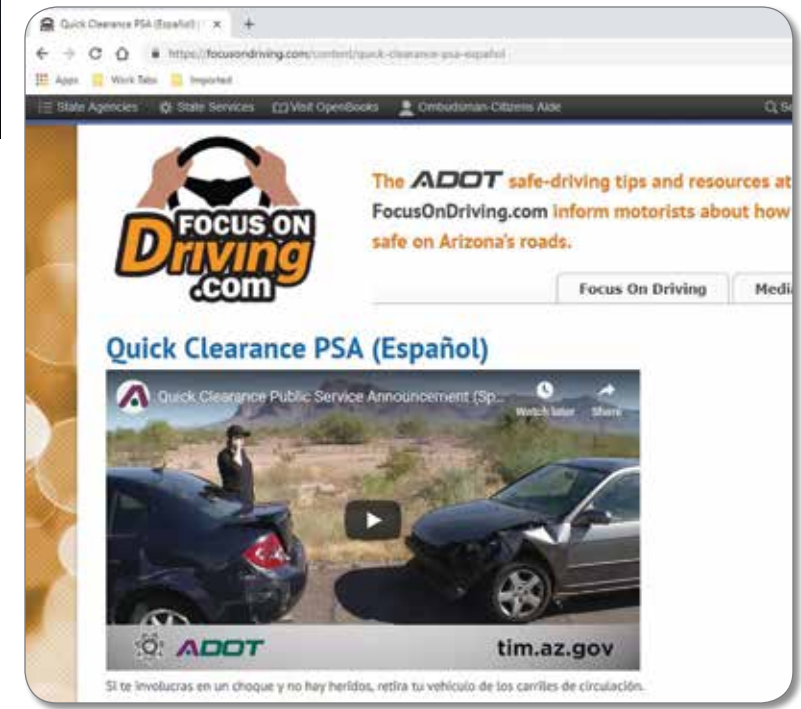 Quick Clearance PSA (Español)
https://focusondriving.com/content/quick-clearance-psa-español
Apps Work Tabs Imported
State Agencies State Services Visit OpenBooks Ombudsman-Citizens Aide
FOCUS ON
Driving
.com
The ADOT safe-driving tips and resources at
FocusOnDriving.com inform motorists about how
safe on Arizona's roads.
Focus On Driving Media
Quick Clearance PSA (Español)
Quick Clearance Public Service Announcement (Sp...
Watch later Share
ADOT tim.az.gov
Si te involucras en un choque y no hay heridos, retira tu vehículo de los carriles de circulación.